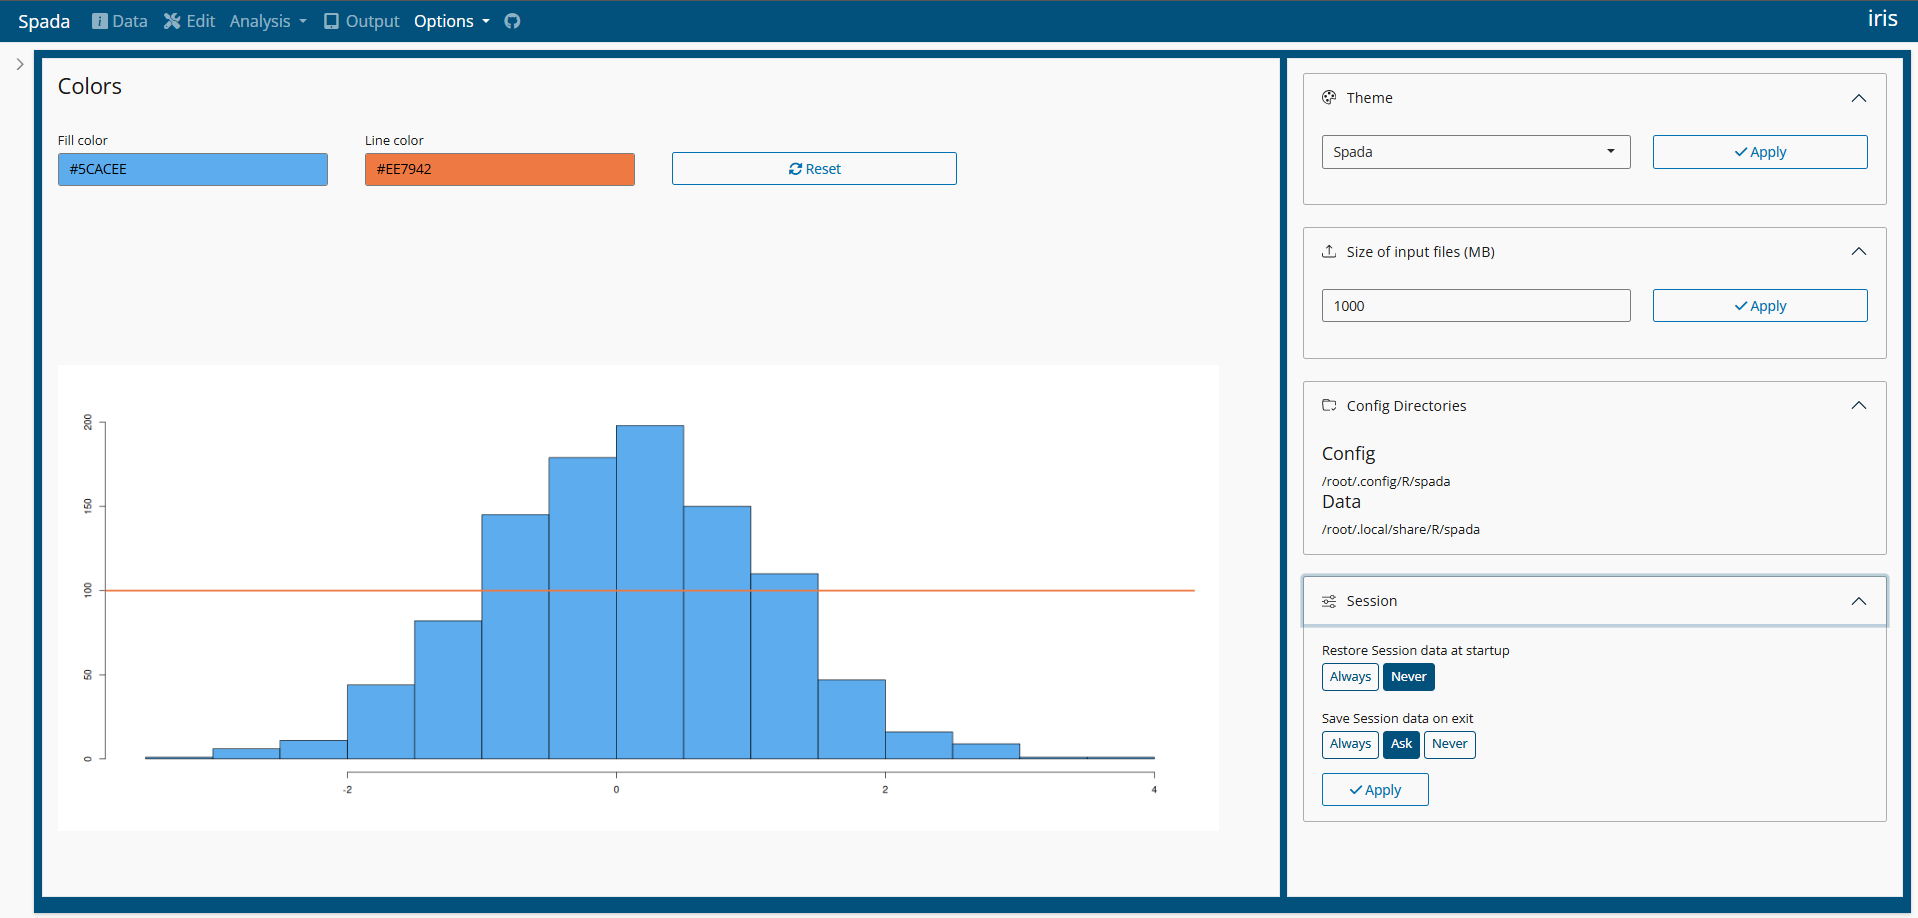 Spada Data Edit Analysis Output Options iris
Colors
Fill color Line color
#5CACEE #EE7942 Reset
200
150
100
50
0
-2 0 2 4
Theme
Spada Apply
Size of input files (MB)
1000 Apply
Config Directories
Config
/root/.config/R/spada
Data
/root/.local/share/R/spada
Session
Restore Session data at startup
Always Never
Save Session data on exit
Always Ask Never
Apply